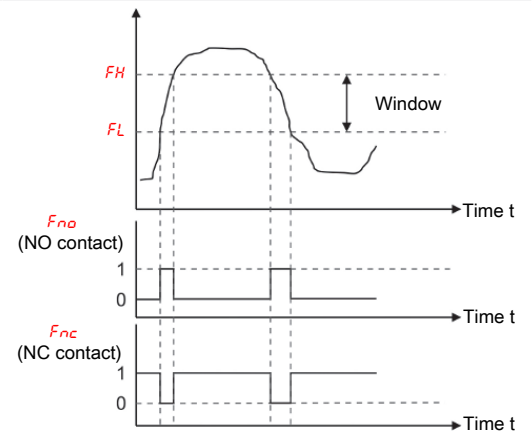 FH
Window
FL
Time t
Fno
(NO contact)
1
0
Time t
Fnc
(NC contact)
1
0
Time t